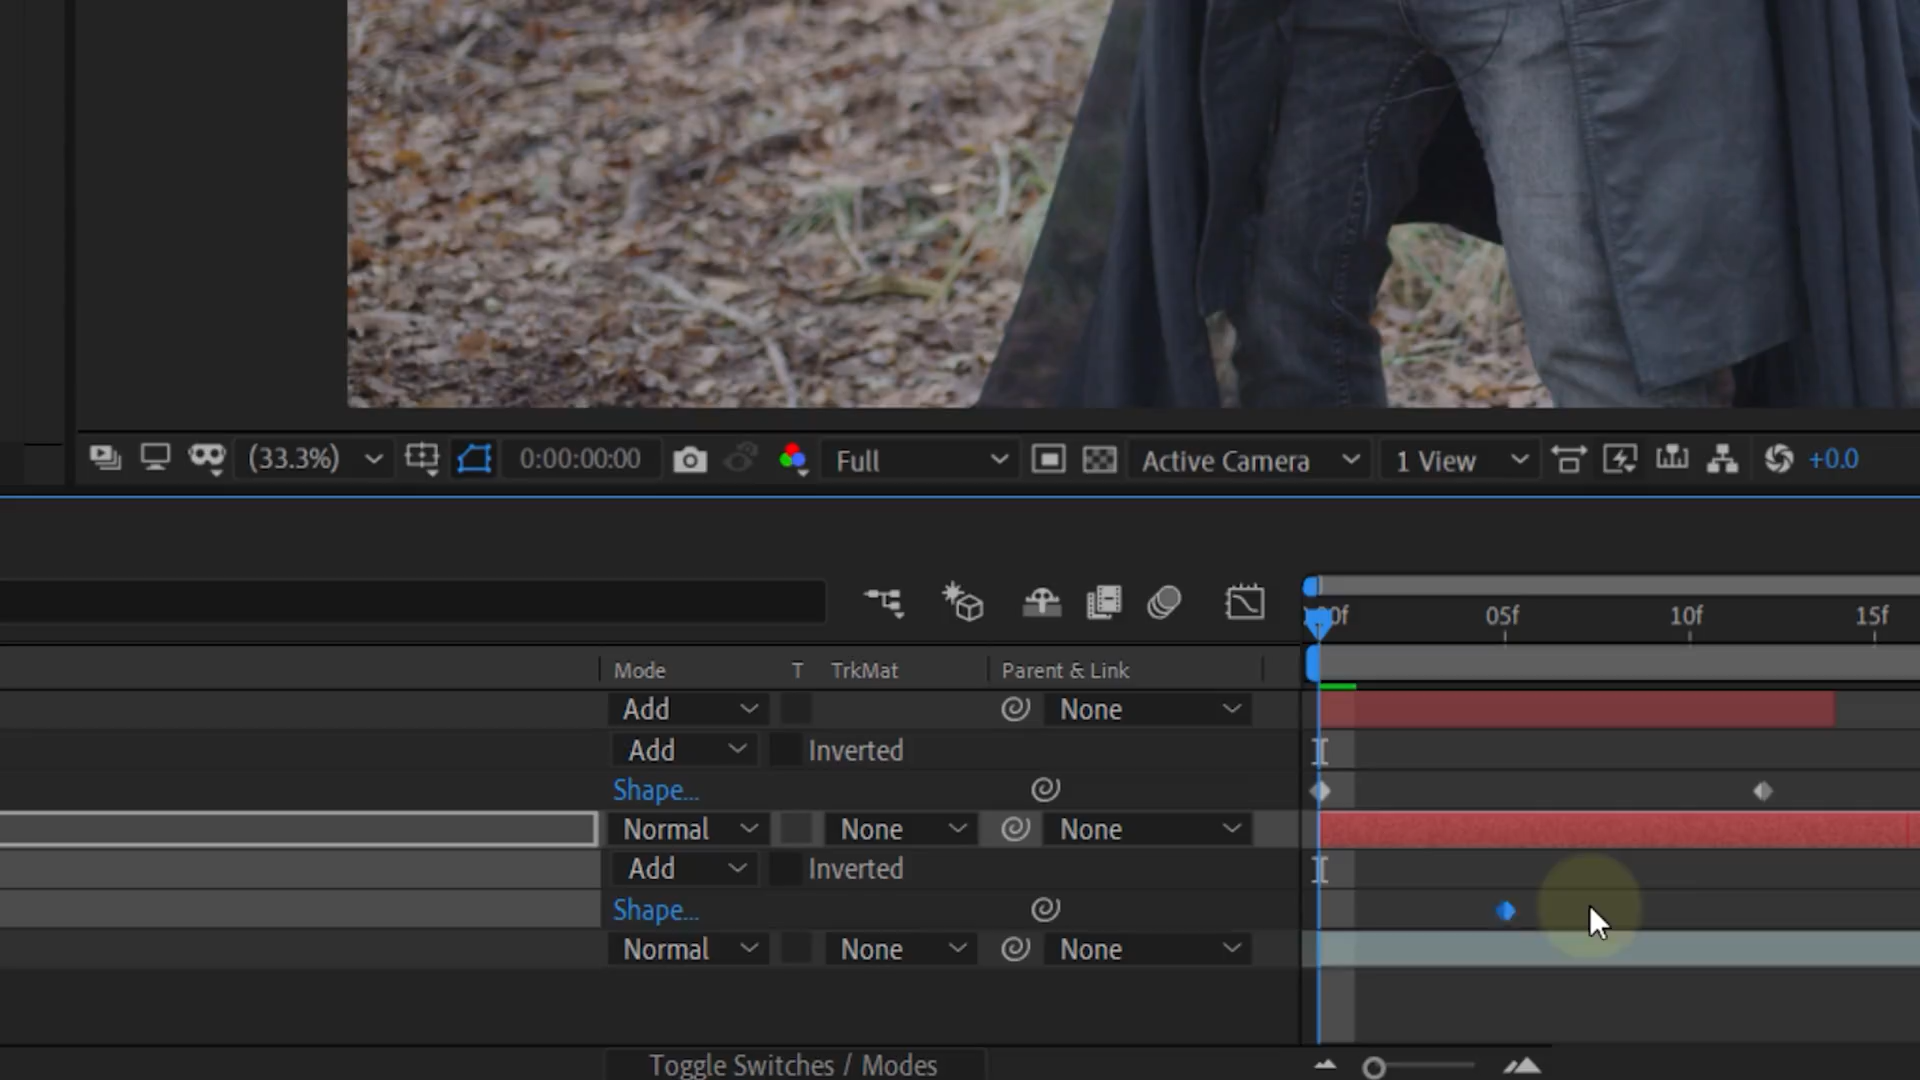 (33.3%) 0:00:00:00 Full Active Camera 1 View +0.0
05f 10f 15f
Mode T TrkMat Parent & Link
Add None
Add Inverted
Shape...
Normal None None
Add Inverted
Shape...
Normal None None
Toggle Switches / Modes